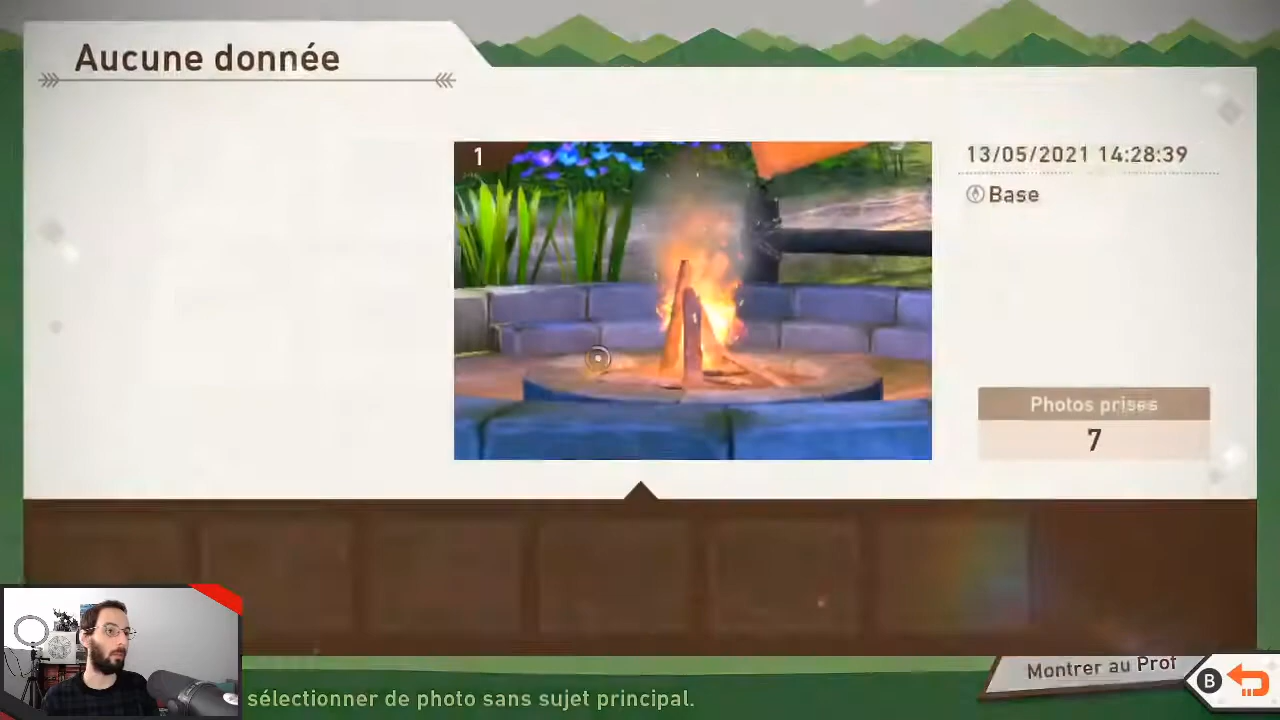 Aucune donnée
1
13/05/2021 14:28:39
Base
Photos prises
7
Montrer au Prof
B
sélectionner de photo sans sujet principal.